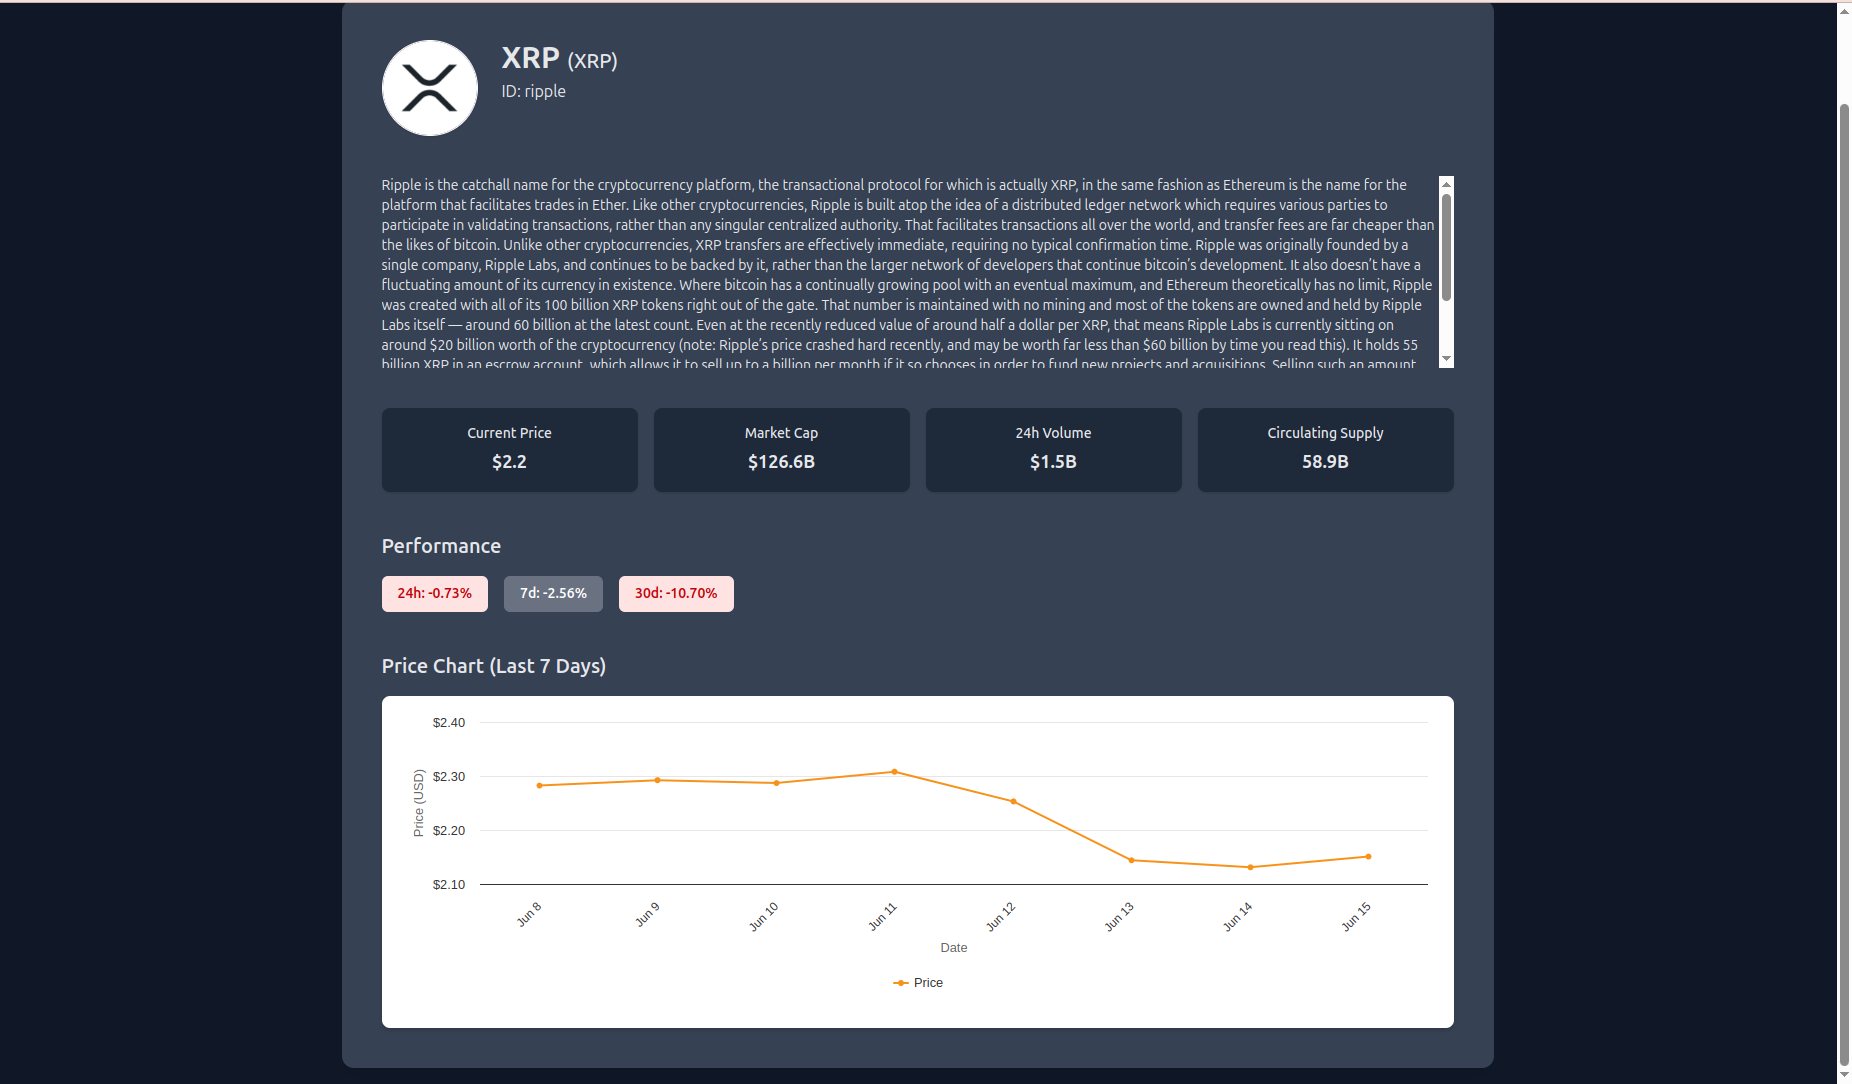 XRP (XRP)
ID: ripple
Ripple is the catchall name for the cryptocurrency platform, the transactional protocol for which is actually XRP, in the same fashion as Ethereum is the name for the
platform that facilitates trades in Ether. Like other cryptocurrencies, Ripple is built atop the idea of a distributed ledger network which requires various parties to
participate in validating transactions, rather than any singular centralized authority. That facilitates transactions all over the world, and transfer fees are far cheaper than
the likes of bitcoin. Unlike other cryptocurrencies, XRP transfers are effectively immediate, requiring no typical confirmation time. Ripple was originally founded by a
single company, Ripple Labs, and continues to be backed by it, rather than the larger network of developers that continue bitcoin’s development. It also doesn’t have a
fluctuating amount of its currency in existence. Where bitcoin has a continually growing pool with an eventual maximum, and Ethereum theoretically has no limit, Ripple
was created with all of its 100 billion XRP tokens right out of the gate. That number is maintained with no mining and most of the tokens are owned and held by Ripple
Labs itself — around 60 billion at the latest count. Even at the recently reduced value of around half a dollar per XRP, that means Ripple Labs is currently sitting on
around $20 billion worth of the cryptocurrency (note: Ripple’s price crashed hard recently, and may be worth far less than $60 billion by time you read this). It holds 55
billion XRP in an escrow account, which allows it to sell up to a billion per month if it so chooses in order to fund new projects and acquisitions. Selling such an amount
Current Price
$2.2
Market Cap
$126.6B
24h Volume
$1.5B
Circulating Supply
58.9B
Performance
24h: -0.73%
7d: -2.56%
30d: -10.70%
Price Chart (Last 7 Days)
$2.40
$2.30
$2.20
$2.10
Price (USD)
Jun 8
Jun 9
Jun 10
Jun 11
Jun 12
Jun 13
Jun 14
Jun 15
Date
Price